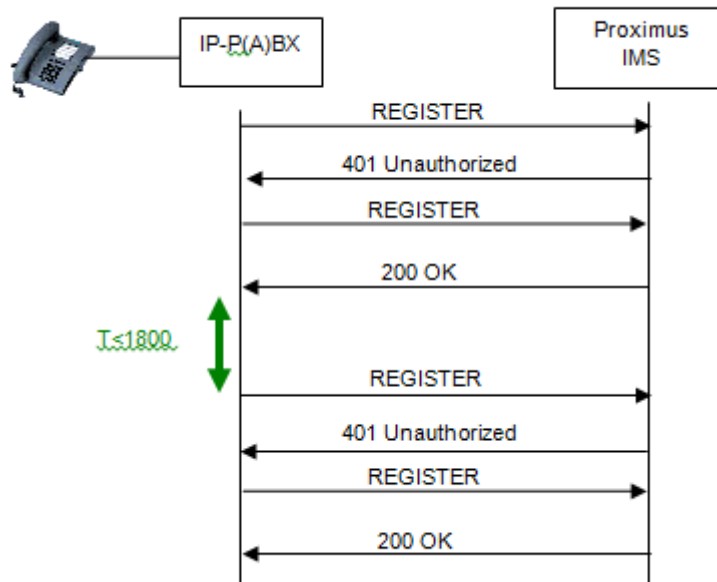 IP-P(A)BX
Proximus
IMS
REGISTER
401 Unauthorized
REGISTER
200 OK
T≤1800
REGISTER
401 Unauthorized
REGISTER
200 OK